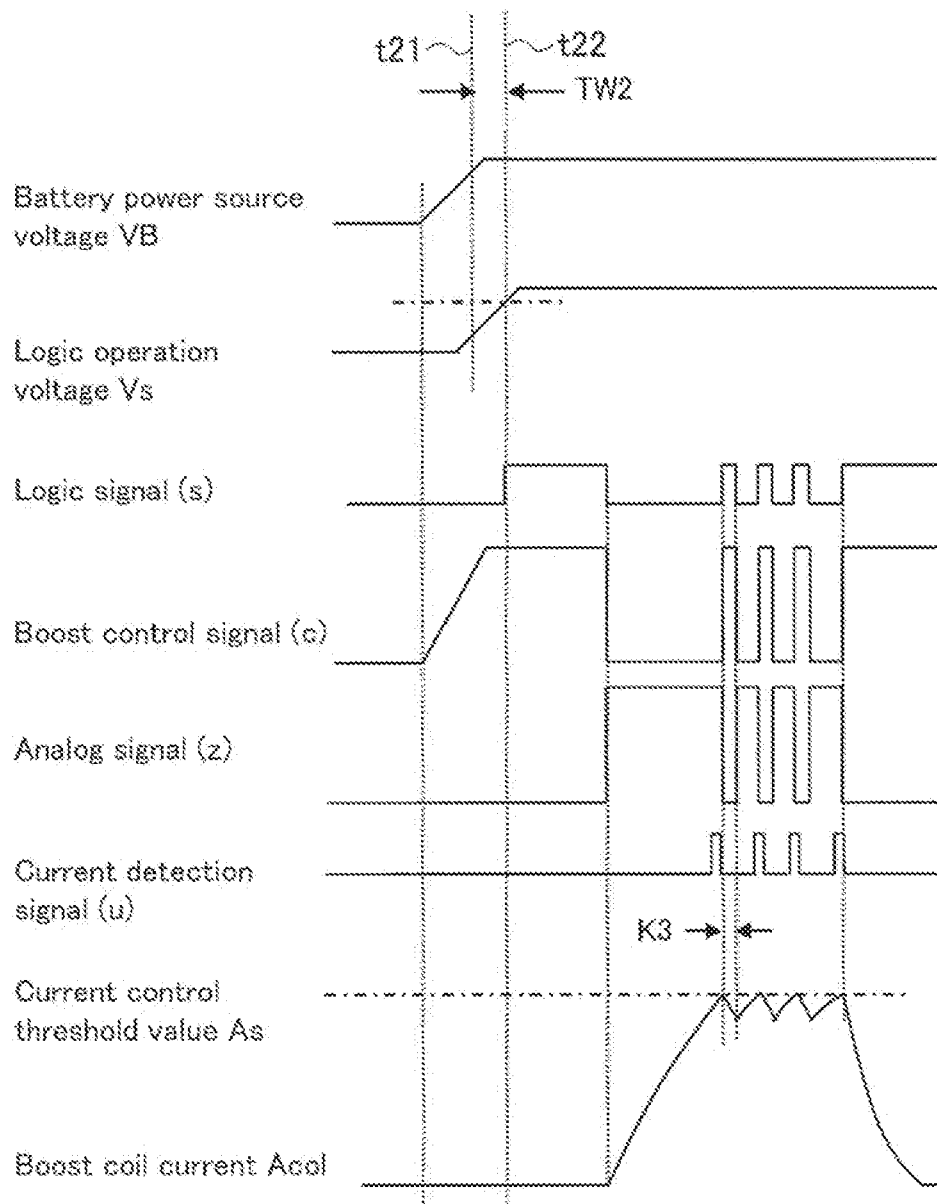 t21
t22
TW2
Battery power source
voltage VB
Logic operation
voltage Vs
Logic signal (s)
Boost control signal (c)
Analog signal (z)
Current detection
signal (u)
K3
Current control
threshold value As
Boost coil current Acol